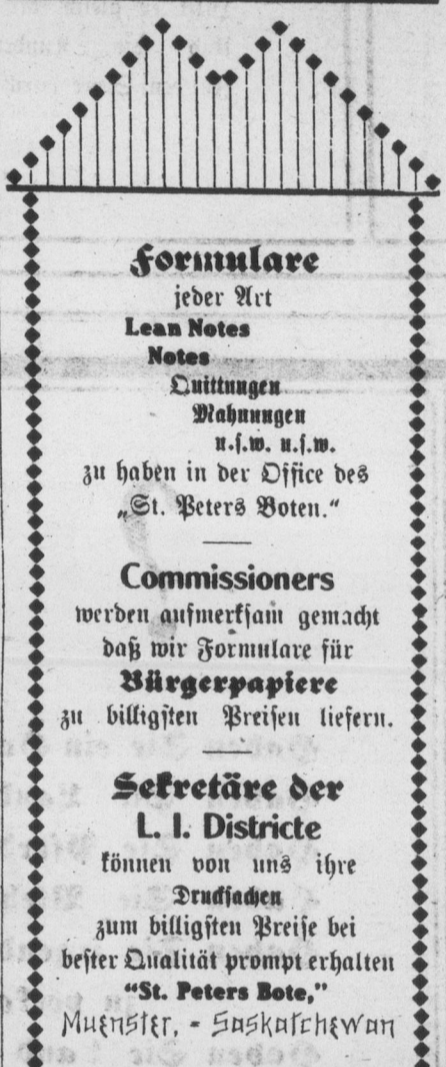 Formulare
jeder Art
Lean Notes
Notes
Quittungen
Mahnungen
u.s.w. u.s.w.
zu haben in der Office des
„St. Peters Boten.“
Commissioners
werden aufmerksam gemacht
daß wir Formulare für
Bürgerpapiere
zu billigsten Preisen liefern.
Sekretäre der
L. I. Districte
können von uns ihre
Drucksachen
zum billigsten Preise bei
bester Qualität prompt erhalten
“St. Peters Bote,”
Muenster, - Saskatchewan